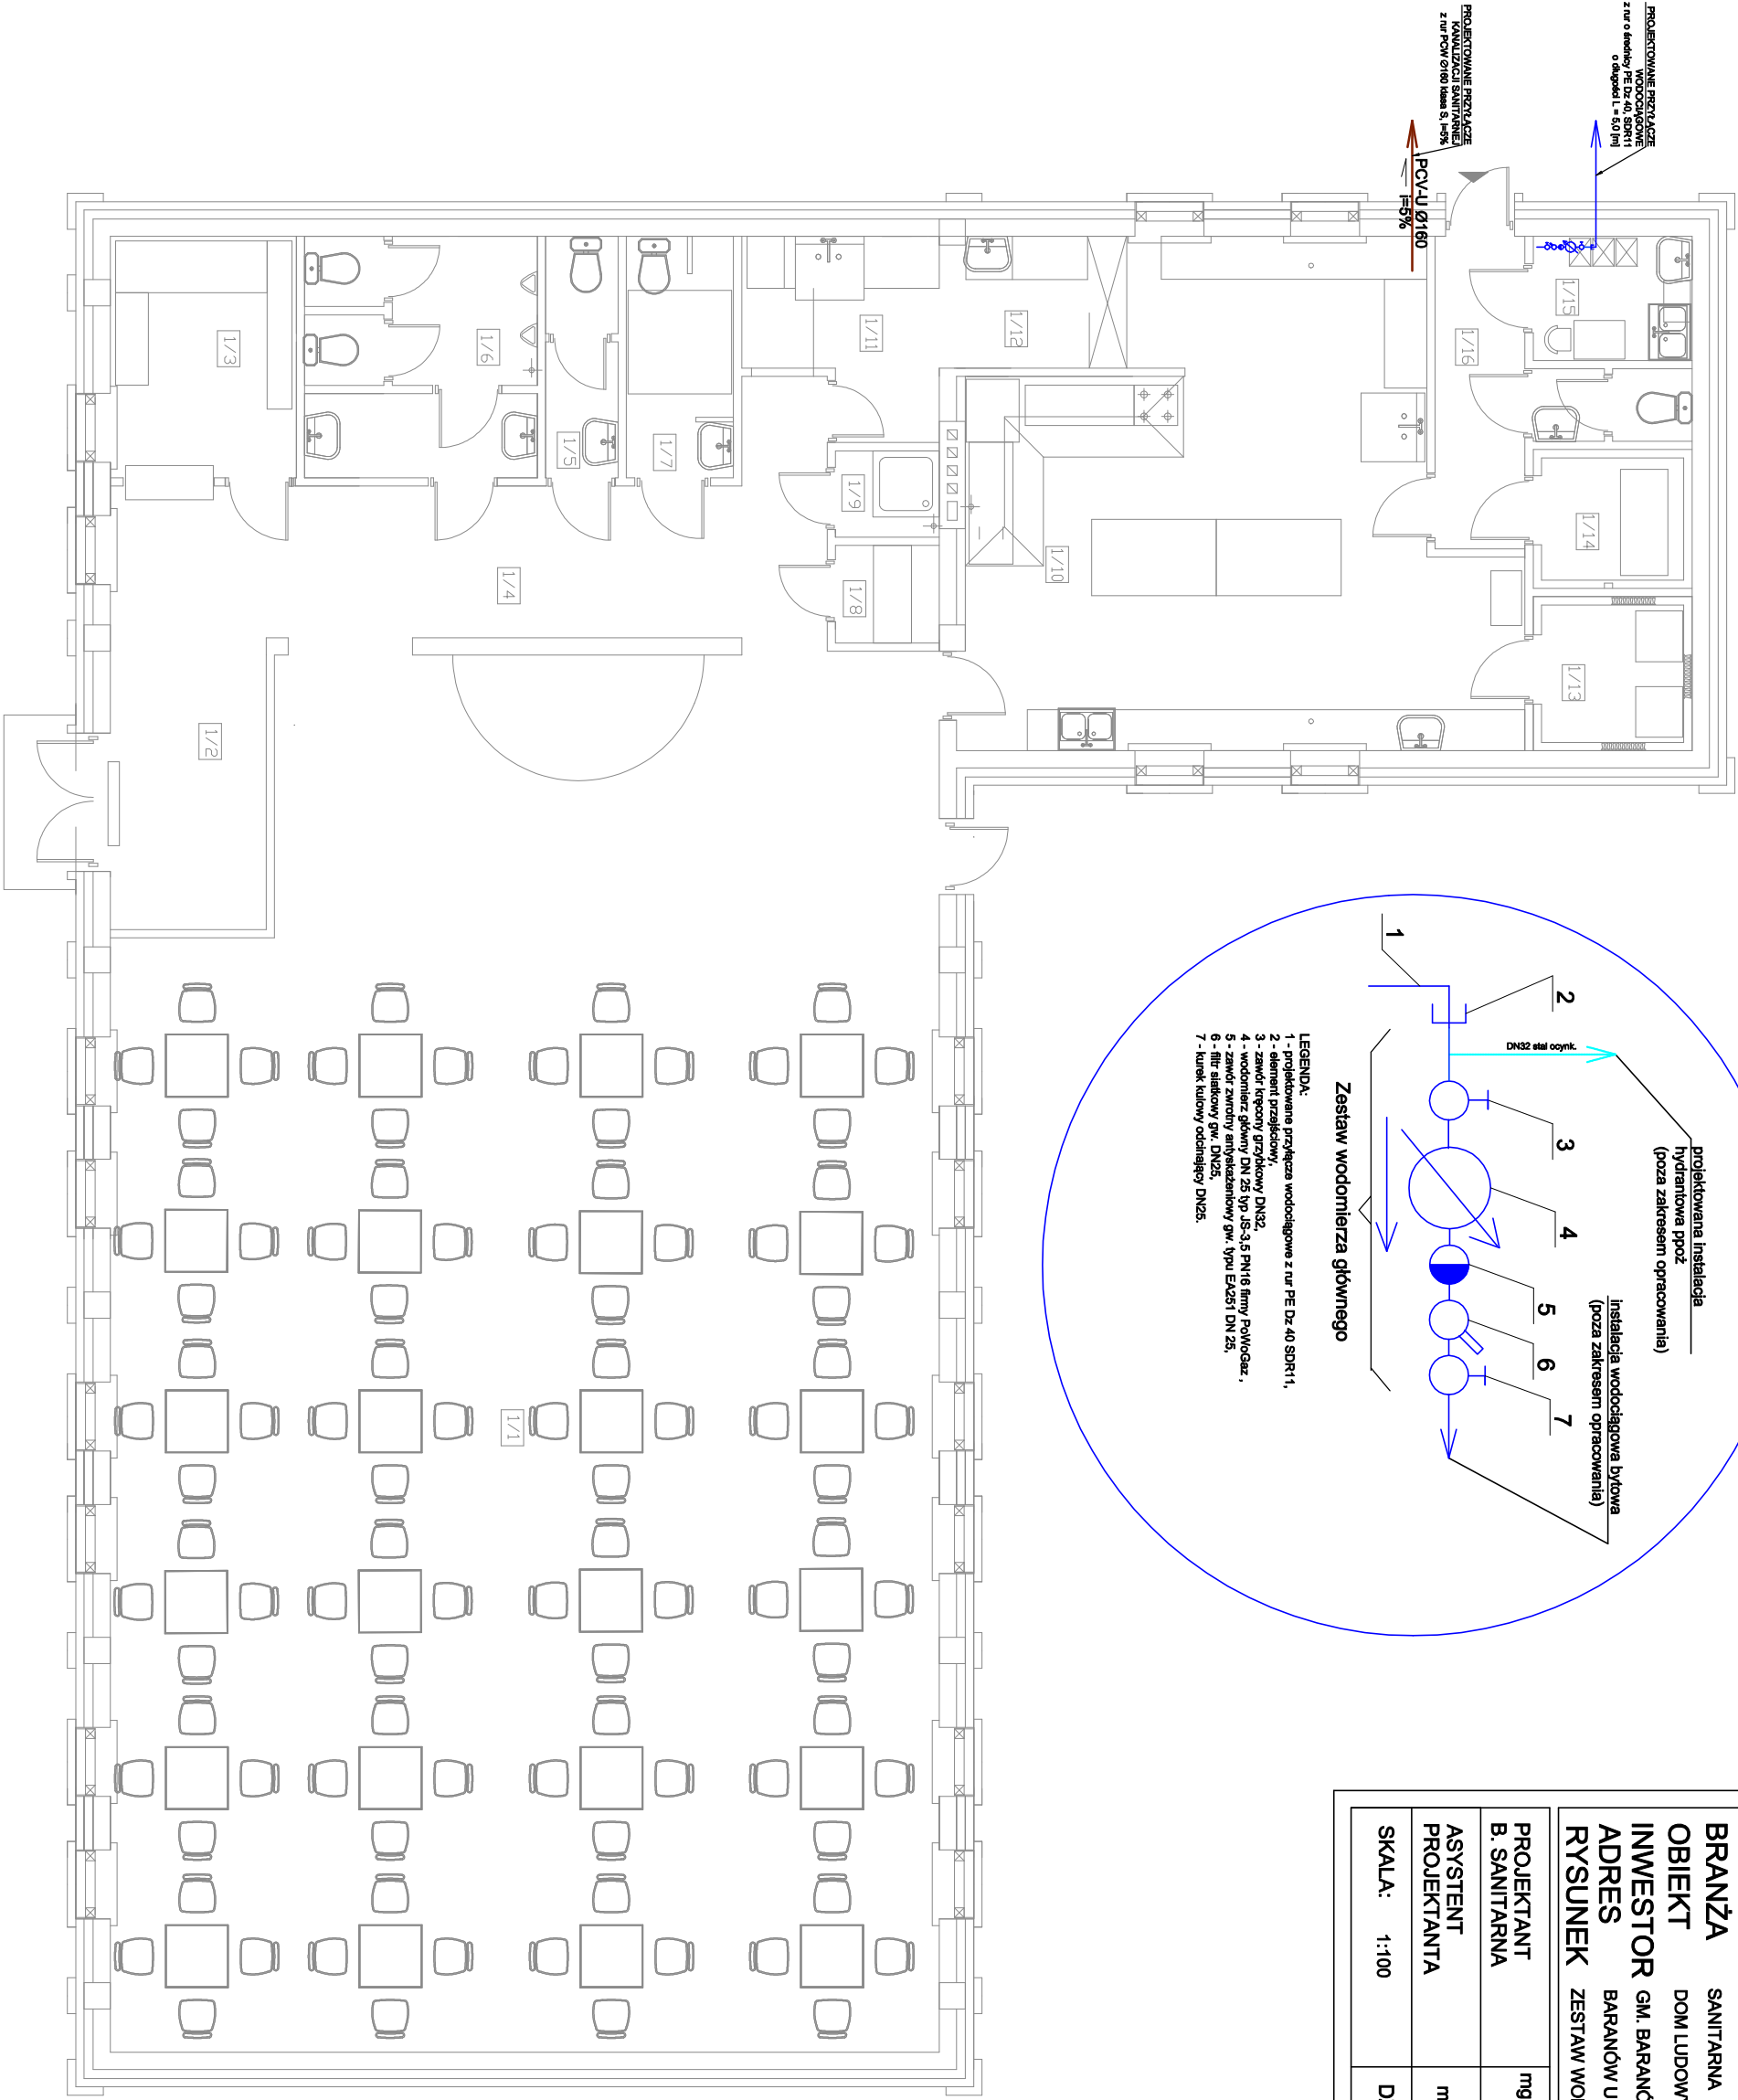 PROJEKTOWANE PRZYŁĄCZE
WODOCIĄGOWE
z rur o średnicy PE Dz 40, SDR11
o długości L = 5,0 [m]
PROJEKTOWANE PRZYŁĄCZE
KANALIZACJI SANITARNEJ
z rur PCW Ø160 klasa S, i=5%
PCV-U Ø160
i=5%
1/15
1/16
1/14
1/13
1/12
1/11
1/10
1/9
1/8
1/7
1/5
1/6
1/4
1/3
1/2
1/1
projektowana instalacja
hydrantowa ppoż
(poza zakresem opracowania)
instalacja wodociągowa bytowa
(poza zakresem opracowania)
DN32 stal ocynk.
1
2
3
4
5
6
7
Zestaw wodomierza głównego
LEGENDA:
1 - projektowane przyłącze wodociągowe z rur PE Dz 40 SDR11,
2 - element przejściowy,
3 - zawór kręcony grzybkowy DN32,
4 - wodomierz główny DN 25 typ JS-3,5 PN16 firmy PoWoGaz ,
5 - zawór zwrotny antyskażeniowy gw. typu EA251 DN 25,
6 - filtr siatkowy gw. DN25,
7 - kurek kulowy odcinający DN25.
BRANŻA SANITARNA
OBIEKT DOM LUDOW
INWESTOR GM. BARANÓ
ADRES BARANÓW U
RYSUNEK ZESTAW WO
PROJEKTANT
B. SANITARNA
mg
ASYSTENT
PROJEKTANTA
m
SKALA: 1:100
D